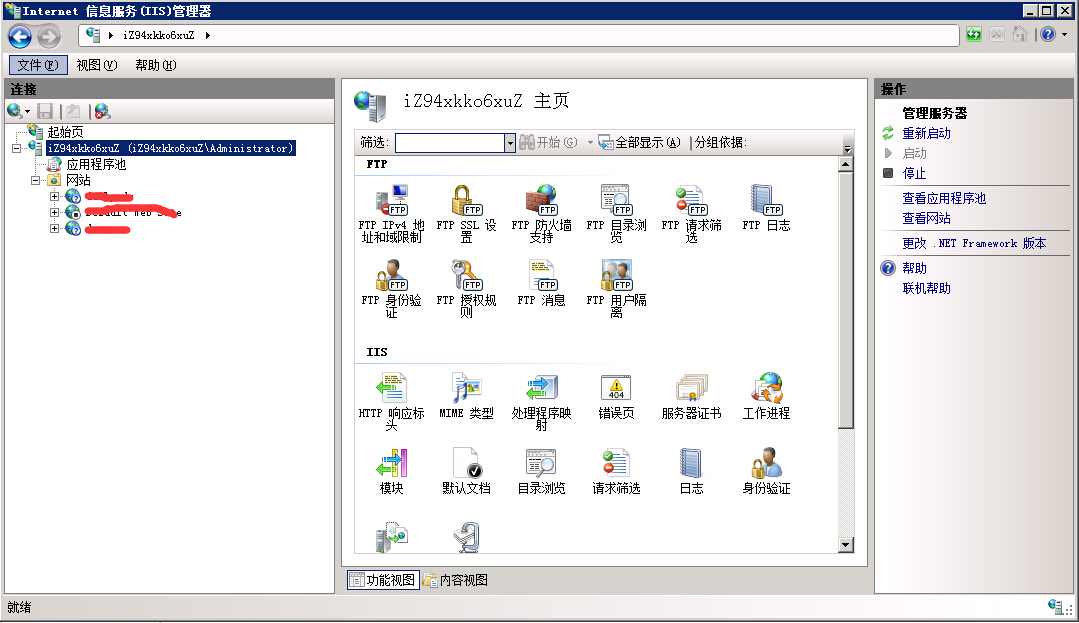 Internet 信息服务(IIS)管理器
iZ94xkko6xuZ
文件(F) 视图(V) 帮助(H)
连接
起始页
iZ94xkko6xuZ (iZ94xkko6xuZ\Administrator)
应用程序池
网站
iZ94xkko6xuZ 主页
筛选: 开始(G) 全部显示(A) 分组依据:
FTP
FTP IPv4 地址和域限制
FTP SSL 设置
FTP 防火墙支持
FTP 目录浏览
FTP 请求筛选
FTP 日志
FTP 身份验证
FTP 授权规则
FTP 消息
FTP 用户隔离
IIS
HTTP 响应标头
MIME 类型
处理程序映射
404
错误页
服务器证书
工作进程
模块
默认文档
目录浏览
请求筛选
日志
身份验证
功能视图 内容视图
操作
管理服务器
重新启动
启动
停止
查看应用程序池
查看网站
更改 .NET Framework 版本
帮助
联机帮助
就绪